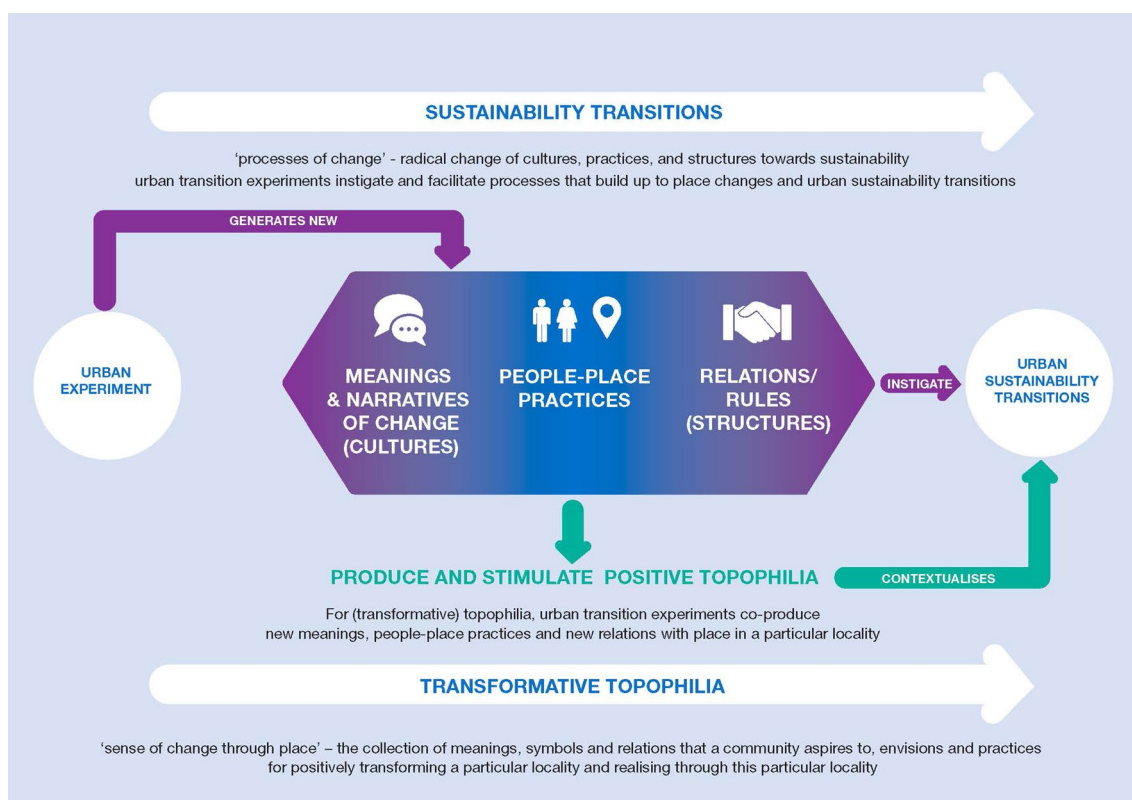 SUSTAINABILITY TRANSITIONS
‘processes of change’ - radical change of cultures, practices, and structures towards sustainability
urban transition experiments instigate and facilitate processes that build up to place changes and urban sustainability transitions
GENERATES NEW
URBAN
EXPERIMENT
MEANINGS
& NARRATIVES
OF CHANGE
(CULTURES)
PEOPLE-PLACE
PRACTICES
RELATIONS/
RULES
(STRUCTURES)
INSTIGATE
URBAN
SUSTAINABILITY
TRANSITIONS
PRODUCE AND STIMULATE POSITIVE TOPOPHILIA
CONTEXTUALISES
For (transformative) topophilia, urban transition experiments co-produce
new meanings, people-place practices and new relations with place in a particular locality
TRANSFORMATIVE TOPOPHILIA
‘sense of change through place’ – the collection of meanings, symbols and relations that a community aspires to, envisions and practices
for positively transforming a particular locality and realising through this particular locality